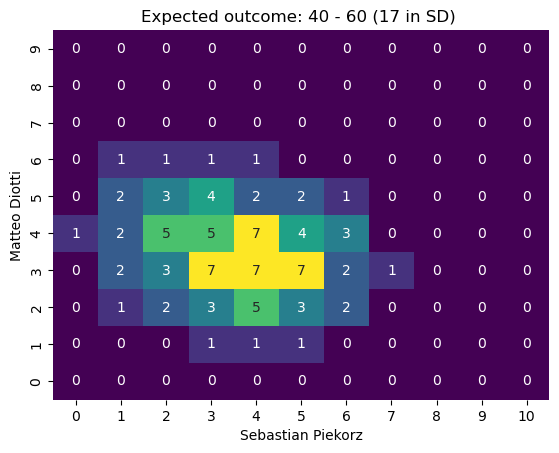 Expected outcome: 40 - 60 (17 in SD)
9 0 0 0 0 0 0 0 0 0 0 0
8 0 0 0 0 0 0 0 0 0 0 0
7 0 0 0 0 0 0 0 0 0 0 0
6 0 1 1 1 1 0 0 0 0 0 0
5 0 2 3 4 2 2 1 0 0 0 0
4 1 2 5 5 7 4 3 0 0 0 0
3 0 2 3 7 7 7 2 1 0 0 0
2 0 1 2 3 5 3 2 0 0 0 0
1 0 0 0 1 1 1 0 0 0 0 0
0 0 0 0 0 0 0 0 0 0 0 0
0 1 2 3 4 5 6 7 8 9 10
Matteo Diotti
Sebastian Piekorz